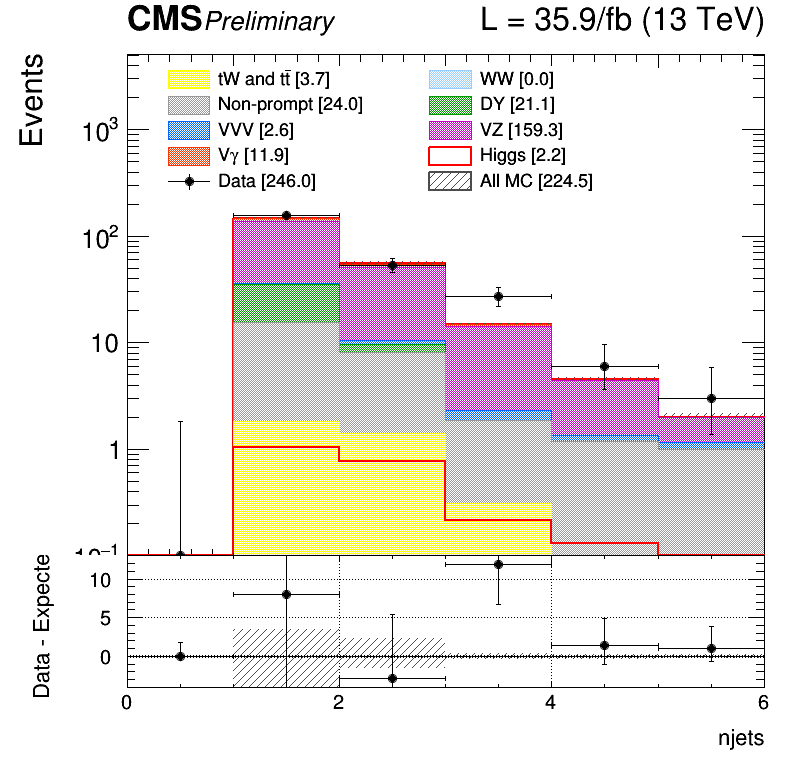 CMS Preliminary L = 35.9/fb (13 TeV)
Events
tW and tt̄ [3.7] WW [0.0]
Non-prompt [24.0] DY [21.1]
VVV [2.6] VZ [159.3]
Vγ [11.9] Higgs [2.2]
Data [246.0] All MC [224.5]
10³
10²
10
1
Data - Expecte
10
5
0
0 2 4 6
njets